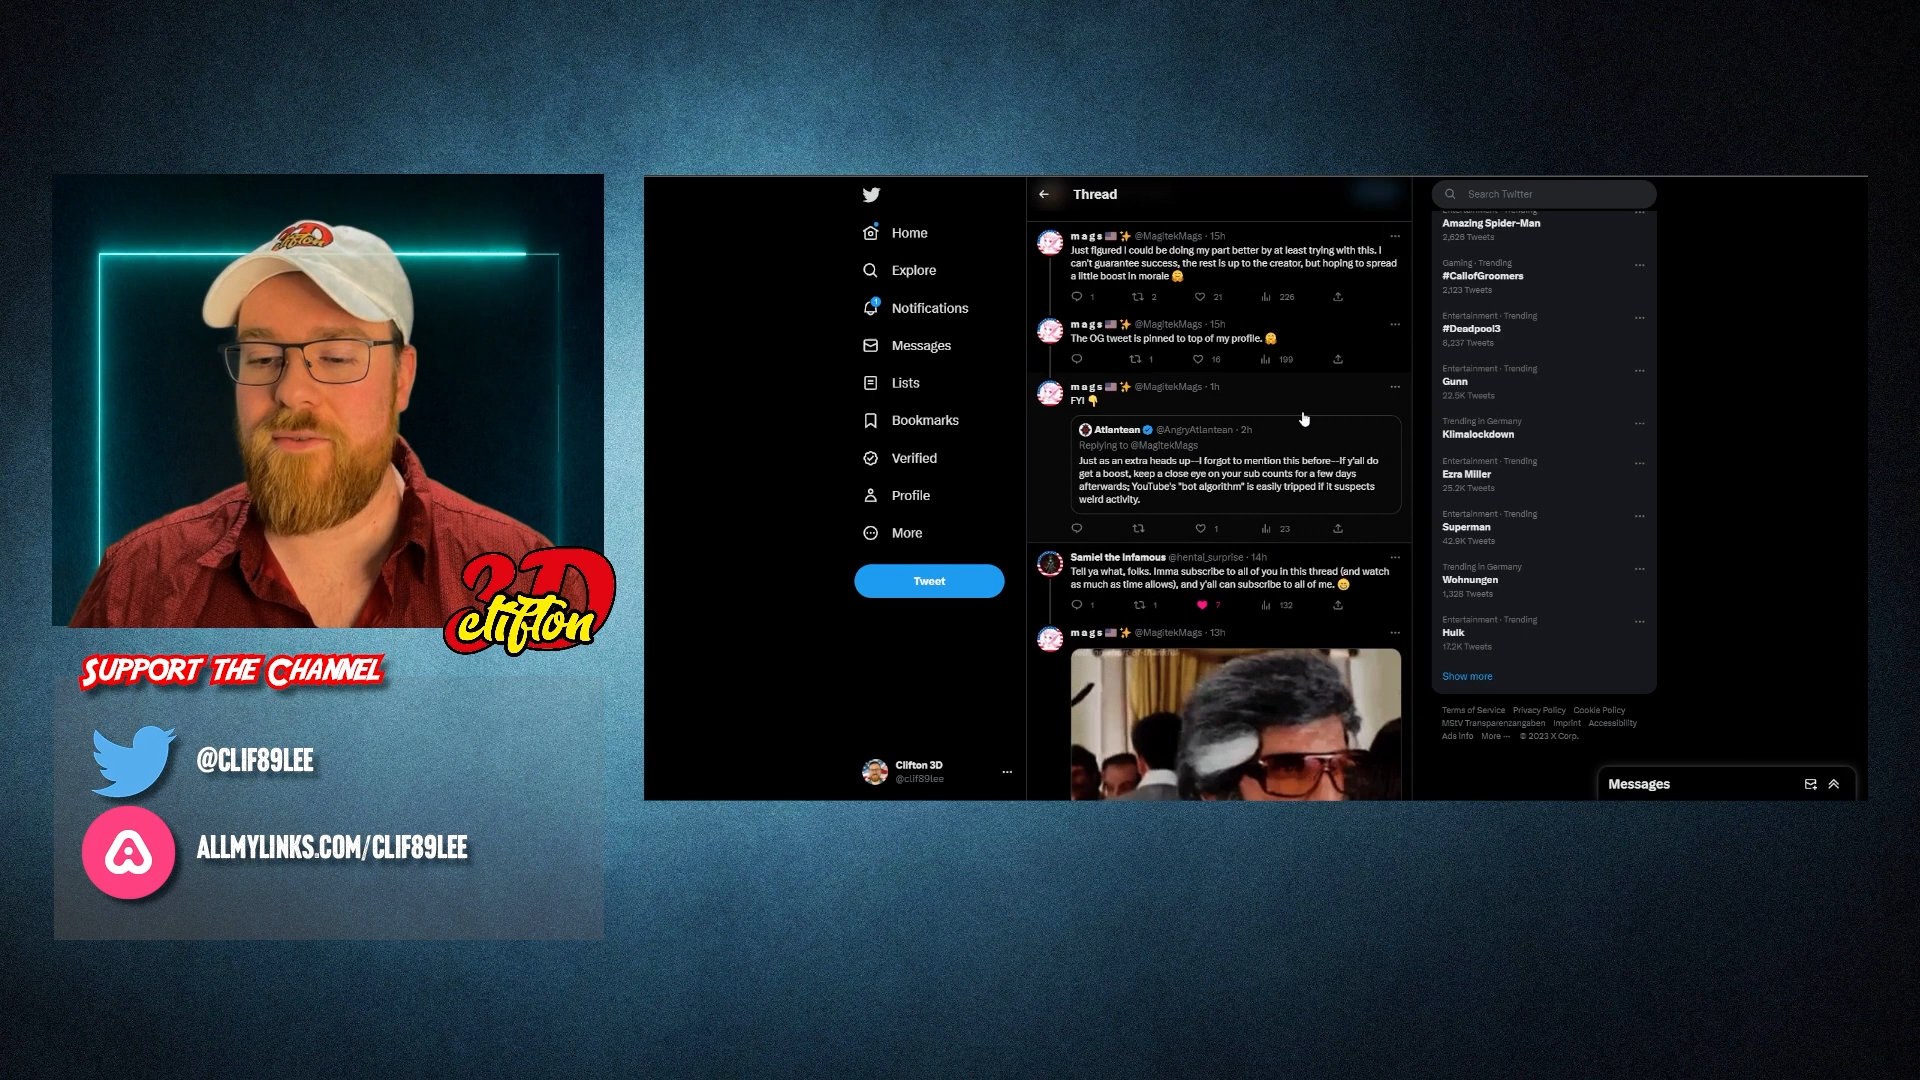 3D
clifton
SUPPORT THE CHANNEL
@CLIF89LEE
ALLMYLINKS.COM/CLIF89LEE
Home
Explore
1
Notifications
Messages
Lists
Bookmarks
Verified
Profile
More
Tweet
Clifton 3D
@clif89lee
Thread
m a g s @MagitekMags · 15h
Just figured I could be doing my part better by at least trying with this. I
can't guarantee success, the rest is up to the creator, but hoping to spread
a little boost in morale
1 2 21 226
m a g s @MagitekMags · 15h
The OG tweet is pinned to top of my profile.
1 16 199
m a g s @MagitekMags · 1h
FYI
Atlantean @AngryAtlantean · 2h
Replying to @MagitekMags
Just as an extra heads up--I forgot to mention this before--If y'all do
get a boost, keep a close eye on your sub counts for a few days
afterwards; YouTube's "bot algorithm" is easily tripped if it suspects
weird activity.
1 23
Samiel the Infamous @hentai_surprise · 14h
Tell ya what, folks. Imma subscribe to all of you in this thread (and watch
as much as time allows), and y'all can subscribe to all of me.
1 1 7 132
m a g s @MagitekMags · 13h
Search Twitter
Entertainment · Trending
Amazing Spider-Man
2,626 Tweets
Gaming · Trending
#CallofGroomers
2,123 Tweets
Entertainment · Trending
#Deadpool3
8,237 Tweets
Entertainment · Trending
Gunn
22.5K Tweets
Trending in Germany
Klimalockdown
Entertainment · Trending
Ezra Miller
25.2K Tweets
Entertainment · Trending
Superman
42.9K Tweets
Trending in Germany
Wohnungen
1,328 Tweets
Entertainment · Trending
Hulk
17.2K Tweets
Show more
Terms of Service Privacy Policy Cookie Policy
MStV Transparenzangaben Imprint Accessibility
Ads info More ··· © 2023 X Corp.
Messages